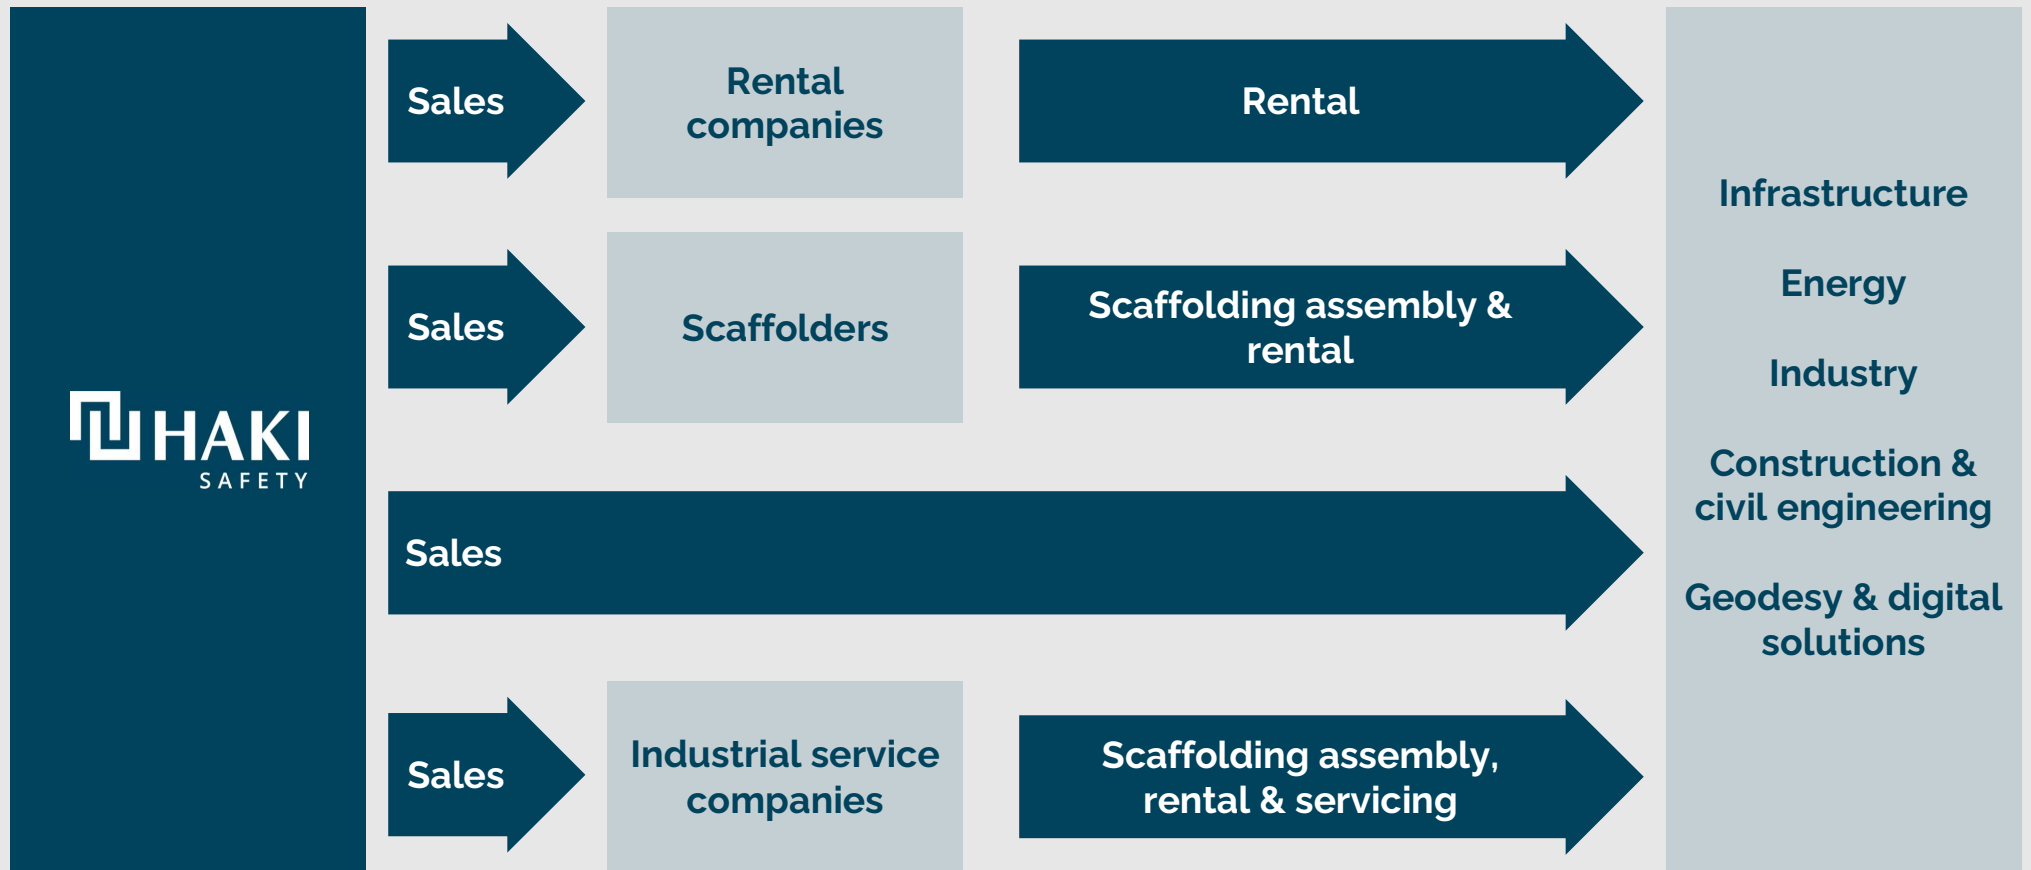 HAKI
SAFETY
Sales
Rental
companies
Rental
Sales
Scaffolders
Scaffolding assembly &
rental
Sales
Sales
Industrial service
companies
Scaffolding assembly,
rental & servicing
Infrastructure
Energy
Industry
Construction &
civil engineering
Geodesy & digital
solutions